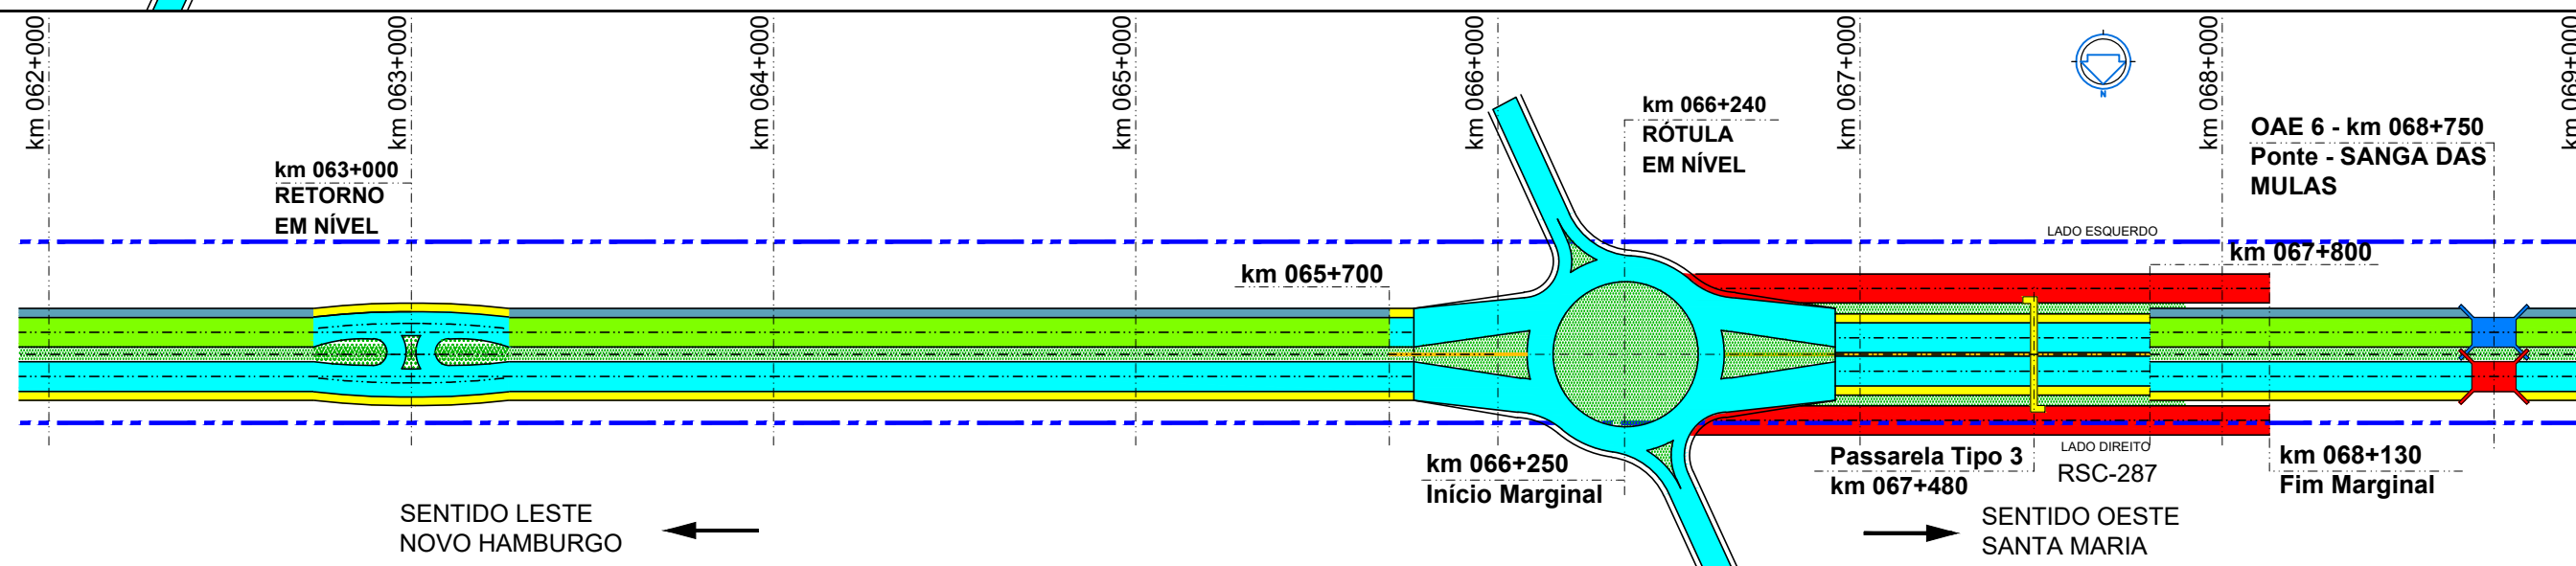 km 062+000
km 063+000
km 064+000
km 065+000
km 066+000
km 067+000
km 068+000
km 069+000
N
km 063+000
RETORNO
EM NÍVEL
km 065+700
km 066+240
RÓTULA
EM NÍVEL
OAE 6 - km 068+750
Ponte - SANGA DAS
MULAS
LADO ESQUERDO
km 067+800
km 066+250
Início Marginal
Passarela Tipo 3
km 067+480
LADO DIREITO
RSC-287
km 068+130
Fim Marginal
SENTIDO LESTE
NOVO HAMBURGO
SENTIDO OESTE
SANTA MARIA